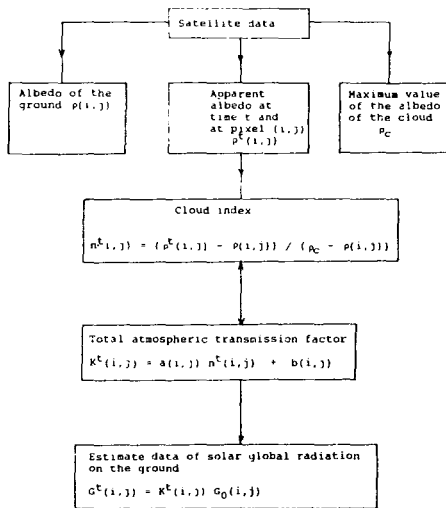 Satellite data
Albedo of the
ground ρ(i,j)
Apparent
albedo at
time t and
at pixel (i,j)
ρᵗ(i,j)
Maximum value
of the albedo
of the cloud
ρc
Cloud index
nᵗ(i,j) = (ρᵗ(i,j) - ρ(i,j)) / (ρc - ρ(i,j))
Total atmospheric transmission factor
Kᵗ(i,j) = a(i,j) nᵗ(i,j) + b(i,j)
Estimate data of solar global radiation
on the ground
Gᵗ(i,j) = Kᵗ(i,j) G₀(i,j)